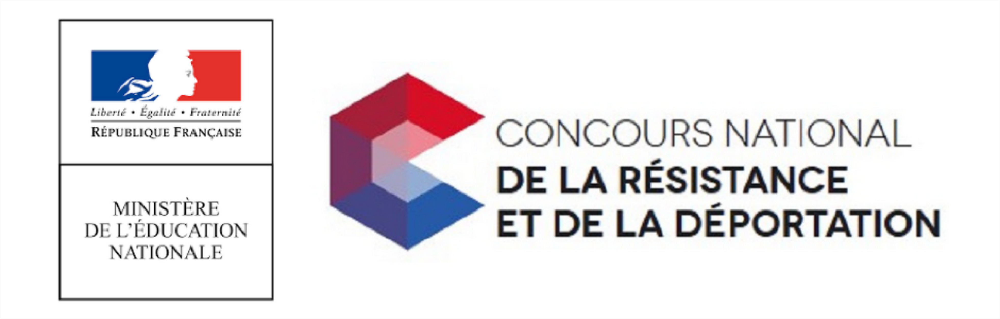 Liberté • Égalité • Fraternité
RÉPUBLIQUE FRANÇAISE
MINISTÈRE
DE L'ÉDUCATION
NATIONALE
CONCOURS NATIONAL
DE LA RÉSISTANCE
ET DE LA DÉPORTATION